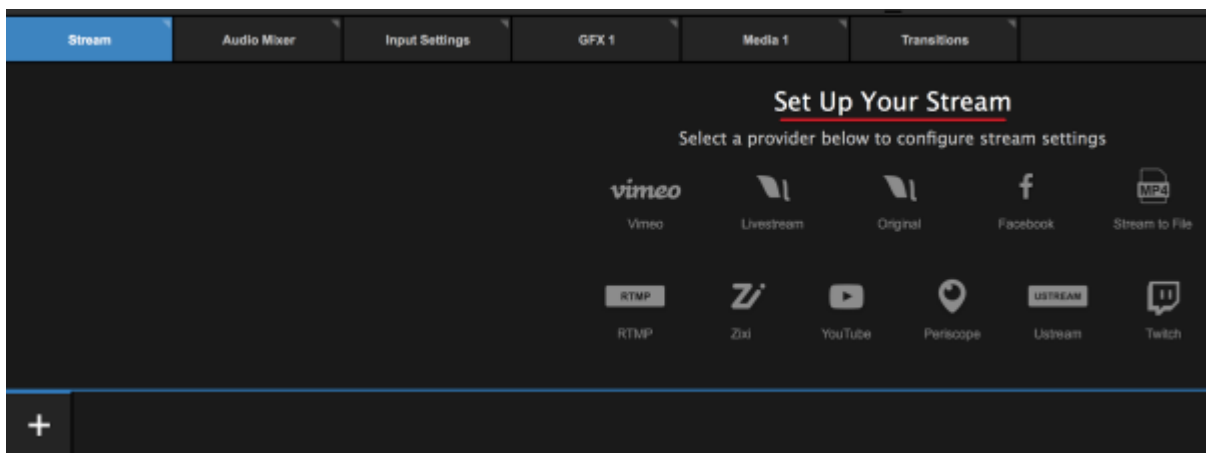 Stream Audio Mixer Input Settings GFX 1 Media 1 Transitions
Set Up Your Stream
Select a provider below to configure stream settings
vimeo MP4
Vimeo Livestream Original Facebook Stream to File
RTMP Zi USTREAM
RTMP Zixi YouTube Periscope Ustream Twitch
+